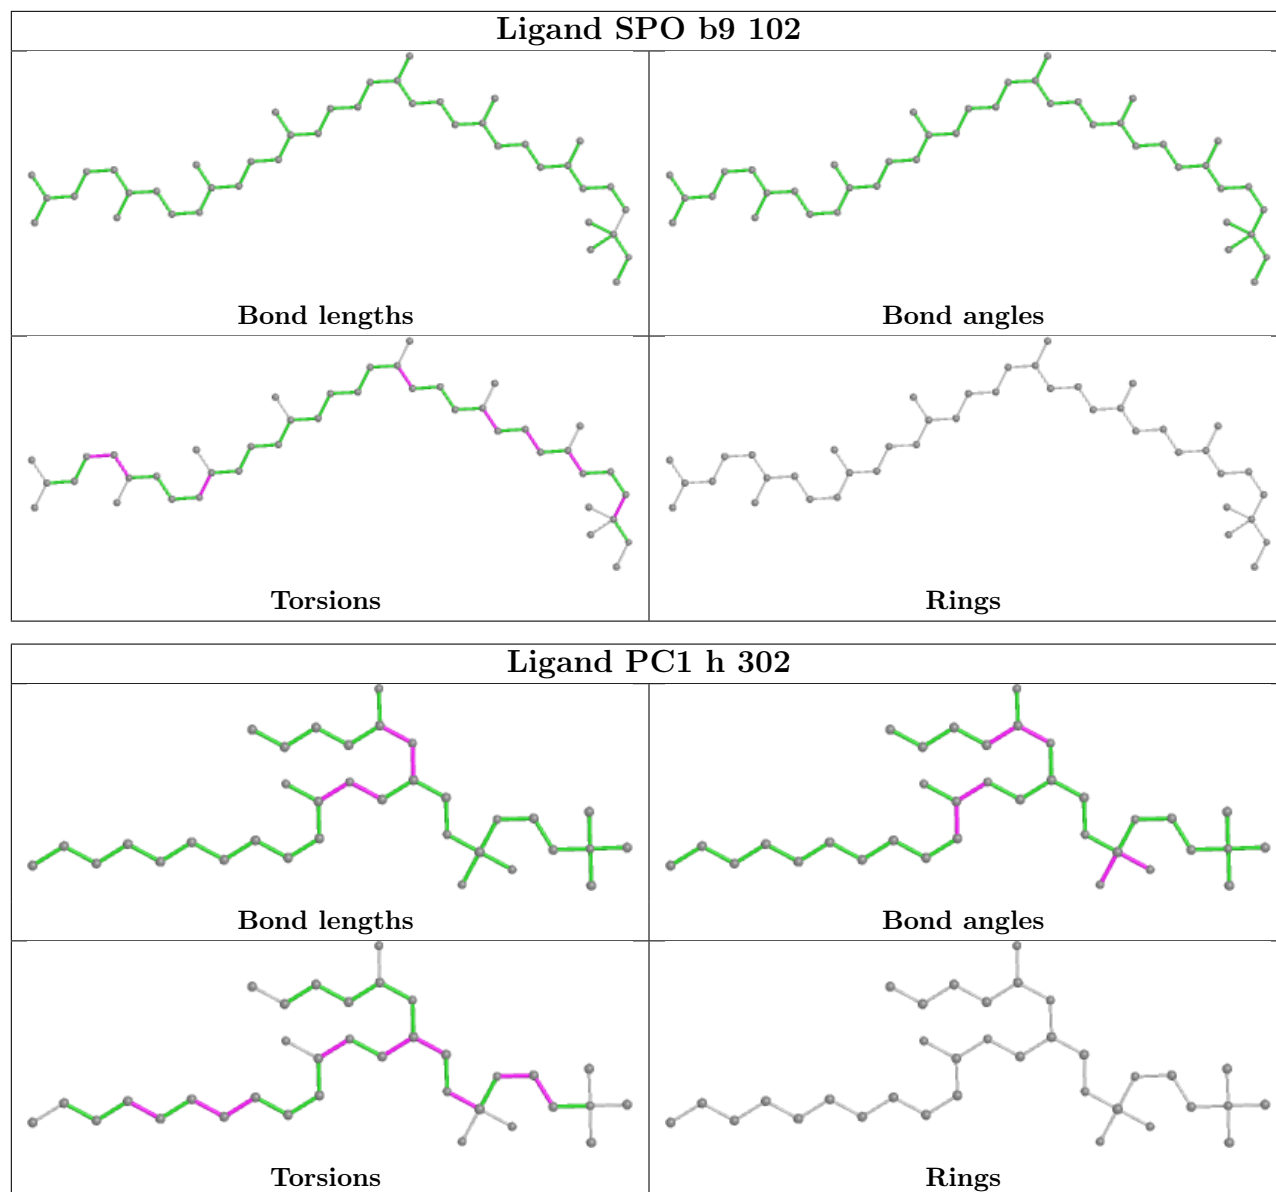 Ligand SPO b9 102
Bond lengths
Bond angles
Torsions
Rings
Ligand PC1 h 302
Bond lengths
Bond angles
Torsions
Rings